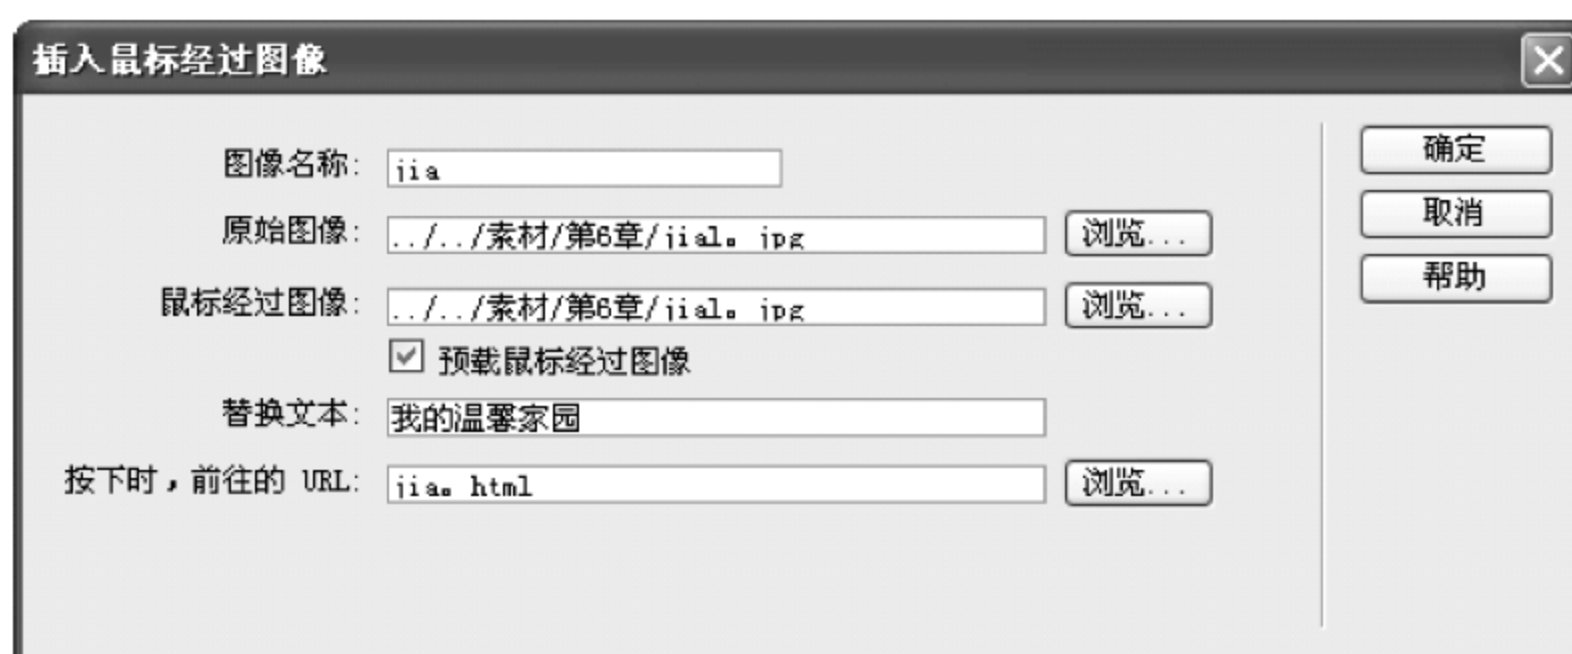 插入鼠标经过图像
图像名称: jia
确定
原始图像: ../../素材/第6章/jia1。jpg 浏览...
取消
鼠标经过图像: ../../素材/第6章/jia1。jpg 浏览...
帮助
预载鼠标经过图像
替换文本: 我的温馨家园
按下时，前往的 URL: jia。html 浏览...